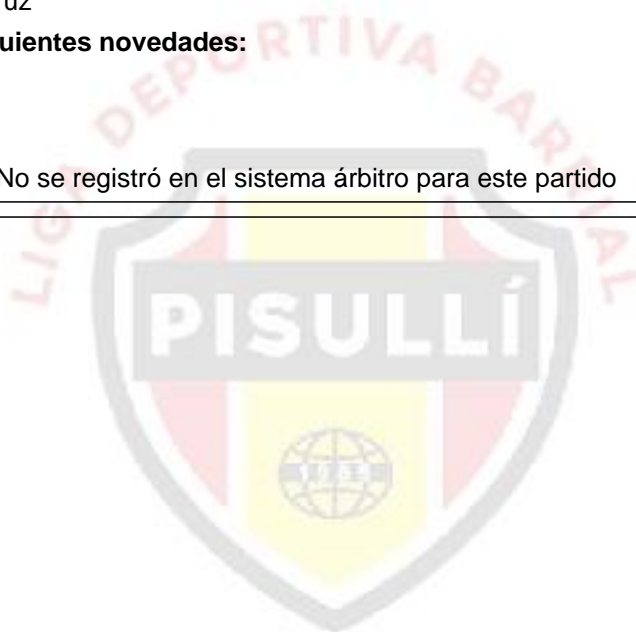 uz
uientes novedades:
LIGA DEPORTIVA BARRIAL
No se registró en el sistema árbitro para este partido
PISULLÍ